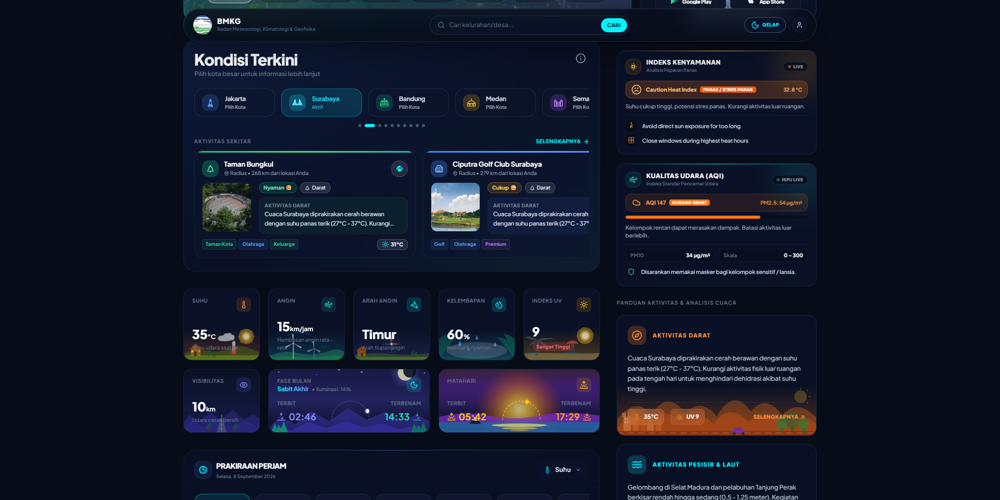 Google Play
App Store
BMKG
Badan Meteorologi, Klimatologi & Geofisika
Cari kelurahan/desa...
CARI
GELAP
Kondisi Terkini
Pilih kota besar untuk informasi lebih lanjut
Jakarta
Pilih Kota
Surabaya
Aktif
Bandung
Pilih Kota
Medan
Pilih Kota
Sema
Pilih Ko
AKTIVITAS SEKITAR
SELENGKAPNYA →
Taman Bungkul
Radius • 268 km dari lokasi Anda
Nyaman 😊
Darat
AKTIVITAS DARAT
Cuaca Surabaya diprakirakan cerah berawan
dengan suhu panas terik (27°C - 37°C). Kurangi...
Taman Kota
Olahraga
Keluarga
31°C
Ciputra Golf Club Surabaya
Radius • 279 km dari lokasi Anda
Cukup
Darat
AKTIVITAS DARAT
Cuaca Surabaya diprakirakan cerah
dengan suhu panas terik (27°C - 37°
Golf
Olahraga
Premium
SUHU
35°C
Suhu udara saat ini
ANGIN
15km/jam
Hembusan angin rata-
rata
ARAH ANGIN
Timur
Arah tiupan angin
KELEMBAPAN
60%
Normal & nyaman
INDEKS UV
9
Sangat Tinggi
VISIBILITAS
10km
Udara cerah bersih
FASE BULAN
Sabit Akhir • Iluminasi: 14%
TERBIT
02:46
TERBENAM
14:33
MATAHARI
TERBIT
05:42
TERBENAM
17:29
PRAKIRAAN PERJAM
Selasa, 8 September 2026
Suhu
INDEKS KENYAMANAN
Analisis Paparan Panas
LIVE
Caution Heat Index
PANAS / STRES PANAS
32.8 °C
Suhu cukup tinggi, potensi stres panas. Kurangi aktivitas luar ruangan.
Avoid direct sun exposure for too long
Close windows during highest heat hours
KUALITAS UDARA (AQI)
Indeks Standar Pencemar Udara
ISPU LIVE
AQI 147
KURANG SEHAT
PM2.5: 54 µg/m³
Kelompok rentan dapat merasakan dampak. Batasi aktivitas luar
berlebih.
PM10
34 µg/m³
Skala
0 – 300
Disarankan memakai masker bagi kelompok sensitif / lansia.
PANDUAN AKTIVITAS & ANALISIS CUACA
AKTIVITAS DARAT
Cuaca Surabaya diprakirakan cerah berawan dengan suhu
panas terik (27°C - 37°C). Kurangi aktivitas fisik luar ruangan
pada tengah hari untuk menghindari dehidrasi akibat suhu
tinggi.
35°C
UV 9
SELENGKAPNYA ↗
AKTIVITAS PESISIR & LAUT
Gelombang di Selat Madura dan pelabuhan Tanjung Perak
berkisar rendah hingga sedang (0,5 - 1,25 meter). Kegiatan